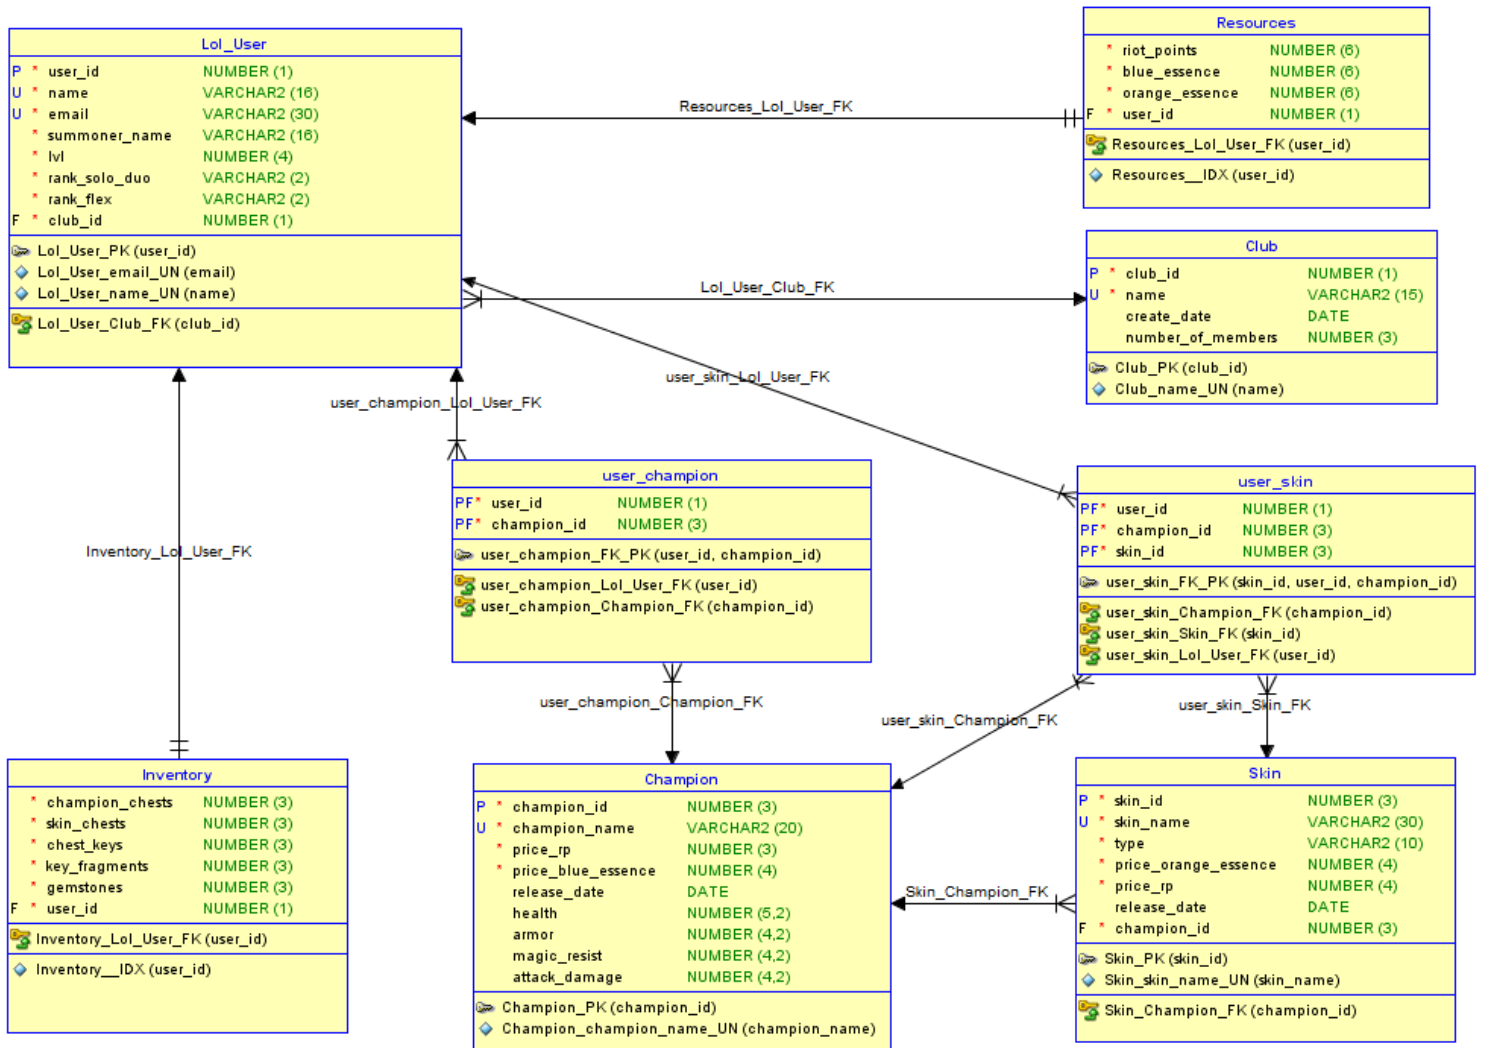 Lol_User
P * user_id NUMBER (1)
U * name VARCHAR2 (16)
U * email VARCHAR2 (30)
* summoner_name VARCHAR2 (16)
* lvl NUMBER (4)
* rank_solo_duo VARCHAR2 (2)
* rank_flex VARCHAR2 (2)
F * club_id NUMBER (1)
Lol_User_PK (user_id)
Lol_User_email_UN (email)
Lol_User_name_UN (name)
Lol_User_Club_FK (club_id)
Resources_Lol_User_FK
Resources
* riot_points NUMBER (6)
* blue_essence NUMBER (6)
* orange_essence NUMBER (6)
F * user_id NUMBER (1)
Resources_Lol_User_FK (user_id)
Resources__IDX (user_id)
Lol_User_Club_FK
Club
P * club_id NUMBER (1)
U * name VARCHAR2 (15)
create_date DATE
number_of_members NUMBER (3)
Club_PK (club_id)
Club_name_UN (name)
user_skin_Lol_User_FK
user_champion_Lol_User_FK
user_champion
PF* user_id NUMBER (1)
PF* champion_id NUMBER (3)
user_champion_FK_PK (user_id, champion_id)
user_champion_Lol_User_FK (user_id)
user_champion_Champion_FK (champion_id)
user_skin
PF* user_id NUMBER (1)
PF* champion_id NUMBER (3)
PF* skin_id NUMBER (3)
user_skin_FK_PK (skin_id, user_id, champion_id)
user_skin_Champion_FK (champion_id)
user_skin_Skin_FK (skin_id)
user_skin_Lol_User_FK (user_id)
Inventory_Lol_User_FK
user_champion_Champion_FK
user_skin_Champion_FK
user_skin_Skin_FK
Inventory
* champion_chests NUMBER (3)
* skin_chests NUMBER (3)
* chest_keys NUMBER (3)
* key_fragments NUMBER (3)
* gemstones NUMBER (3)
F * user_id NUMBER (1)
Inventory_Lol_User_FK (user_id)
Inventory__IDX (user_id)
Champion
P * champion_id NUMBER (3)
U * champion_name VARCHAR2 (20)
* price_rp NUMBER (3)
* price_blue_essence NUMBER (4)
release_date DATE
health NUMBER (5,2)
armor NUMBER (4,2)
magic_resist NUMBER (4,2)
attack_damage NUMBER (4,2)
Champion_PK (champion_id)
Champion_champion_name_UN (champion_name)
Skin_Champion_FK
Skin
P * skin_id NUMBER (3)
U * skin_name VARCHAR2 (30)
* type VARCHAR2 (10)
* price_orange_essence NUMBER (4)
* price_rp NUMBER (4)
release_date DATE
F * champion_id NUMBER (3)
Skin_PK (skin_id)
Skin_skin_name_UN (skin_name)
Skin_Champion_FK (champion_id)